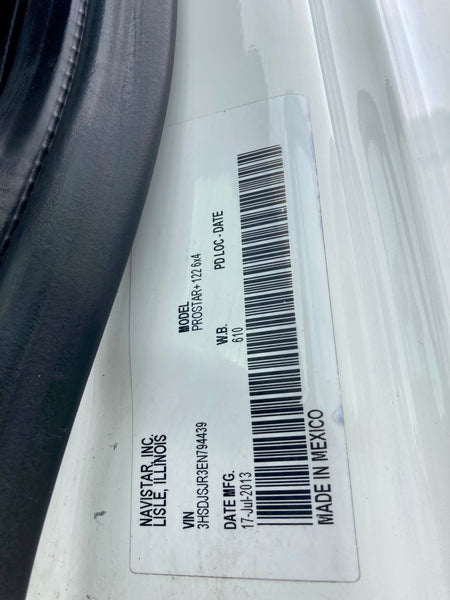 NAVISTAR, INC.
LISLE, ILLINOIS
VIN
3HSDJSJR3EN794439
MODEL
PROSTAR+ 122 6x4
DATE MFG.
17-Jul-2013
W.B.
610
PD LOC - DATE
MADE IN MEXICO